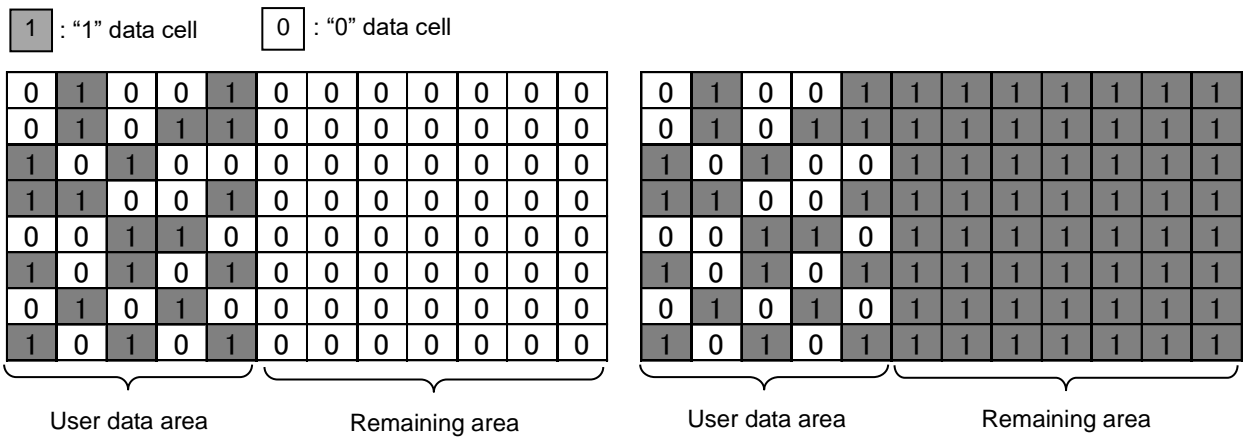 1 : “1” data cell 0 : “0” data cell
0 1 0 0 1 0 0 0 0 0 0 0 0 1 0 0 1 1 1 1 1 1 1 1
0 1 0 1 1 0 0 0 0 0 0 0 0 1 0 1 1 1 1 1 1 1 1 1
1 0 1 0 0 0 0 0 0 0 0 0 1 0 1 0 0 1 1 1 1 1 1 1
1 1 0 0 1 0 0 0 0 0 0 0 1 1 0 0 1 1 1 1 1 1 1 1
0 0 1 1 0 0 0 0 0 0 0 0 0 0 1 1 0 1 1 1 1 1 1 1
1 0 1 0 1 0 0 0 0 0 0 0 1 0 1 0 1 1 1 1 1 1 1 1
0 1 0 1 0 0 0 0 0 0 0 0 0 1 0 1 0 1 1 1 1 1 1 1
1 0 1 0 1 0 0 0 0 0 0 0 1 0 1 0 1 1 1 1 1 1 1 1
User data area Remaining area User data area Remaining area